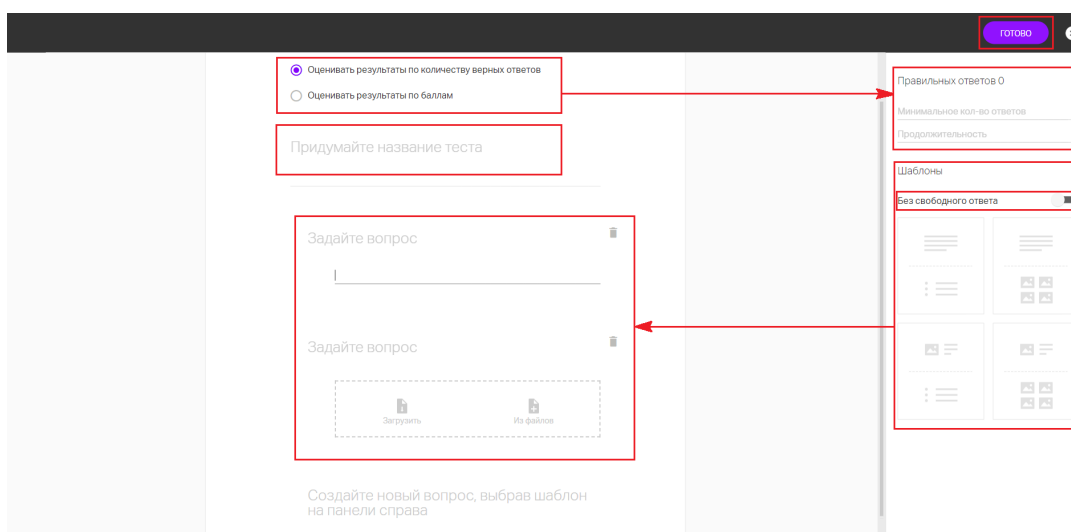 ГОТОВО
Оценивать результаты по количеству верных ответов
Оценивать результаты по баллам
Придумайте название теста
Задайте вопрос
Задайте вопрос
Загрузить
Из файлов
Создайте новый вопрос, выбрав шаблон
на панели справа
Правильных ответов 0
Минимальное кол-во ответов
Продолжительность
Шаблоны
Без свободного ответа